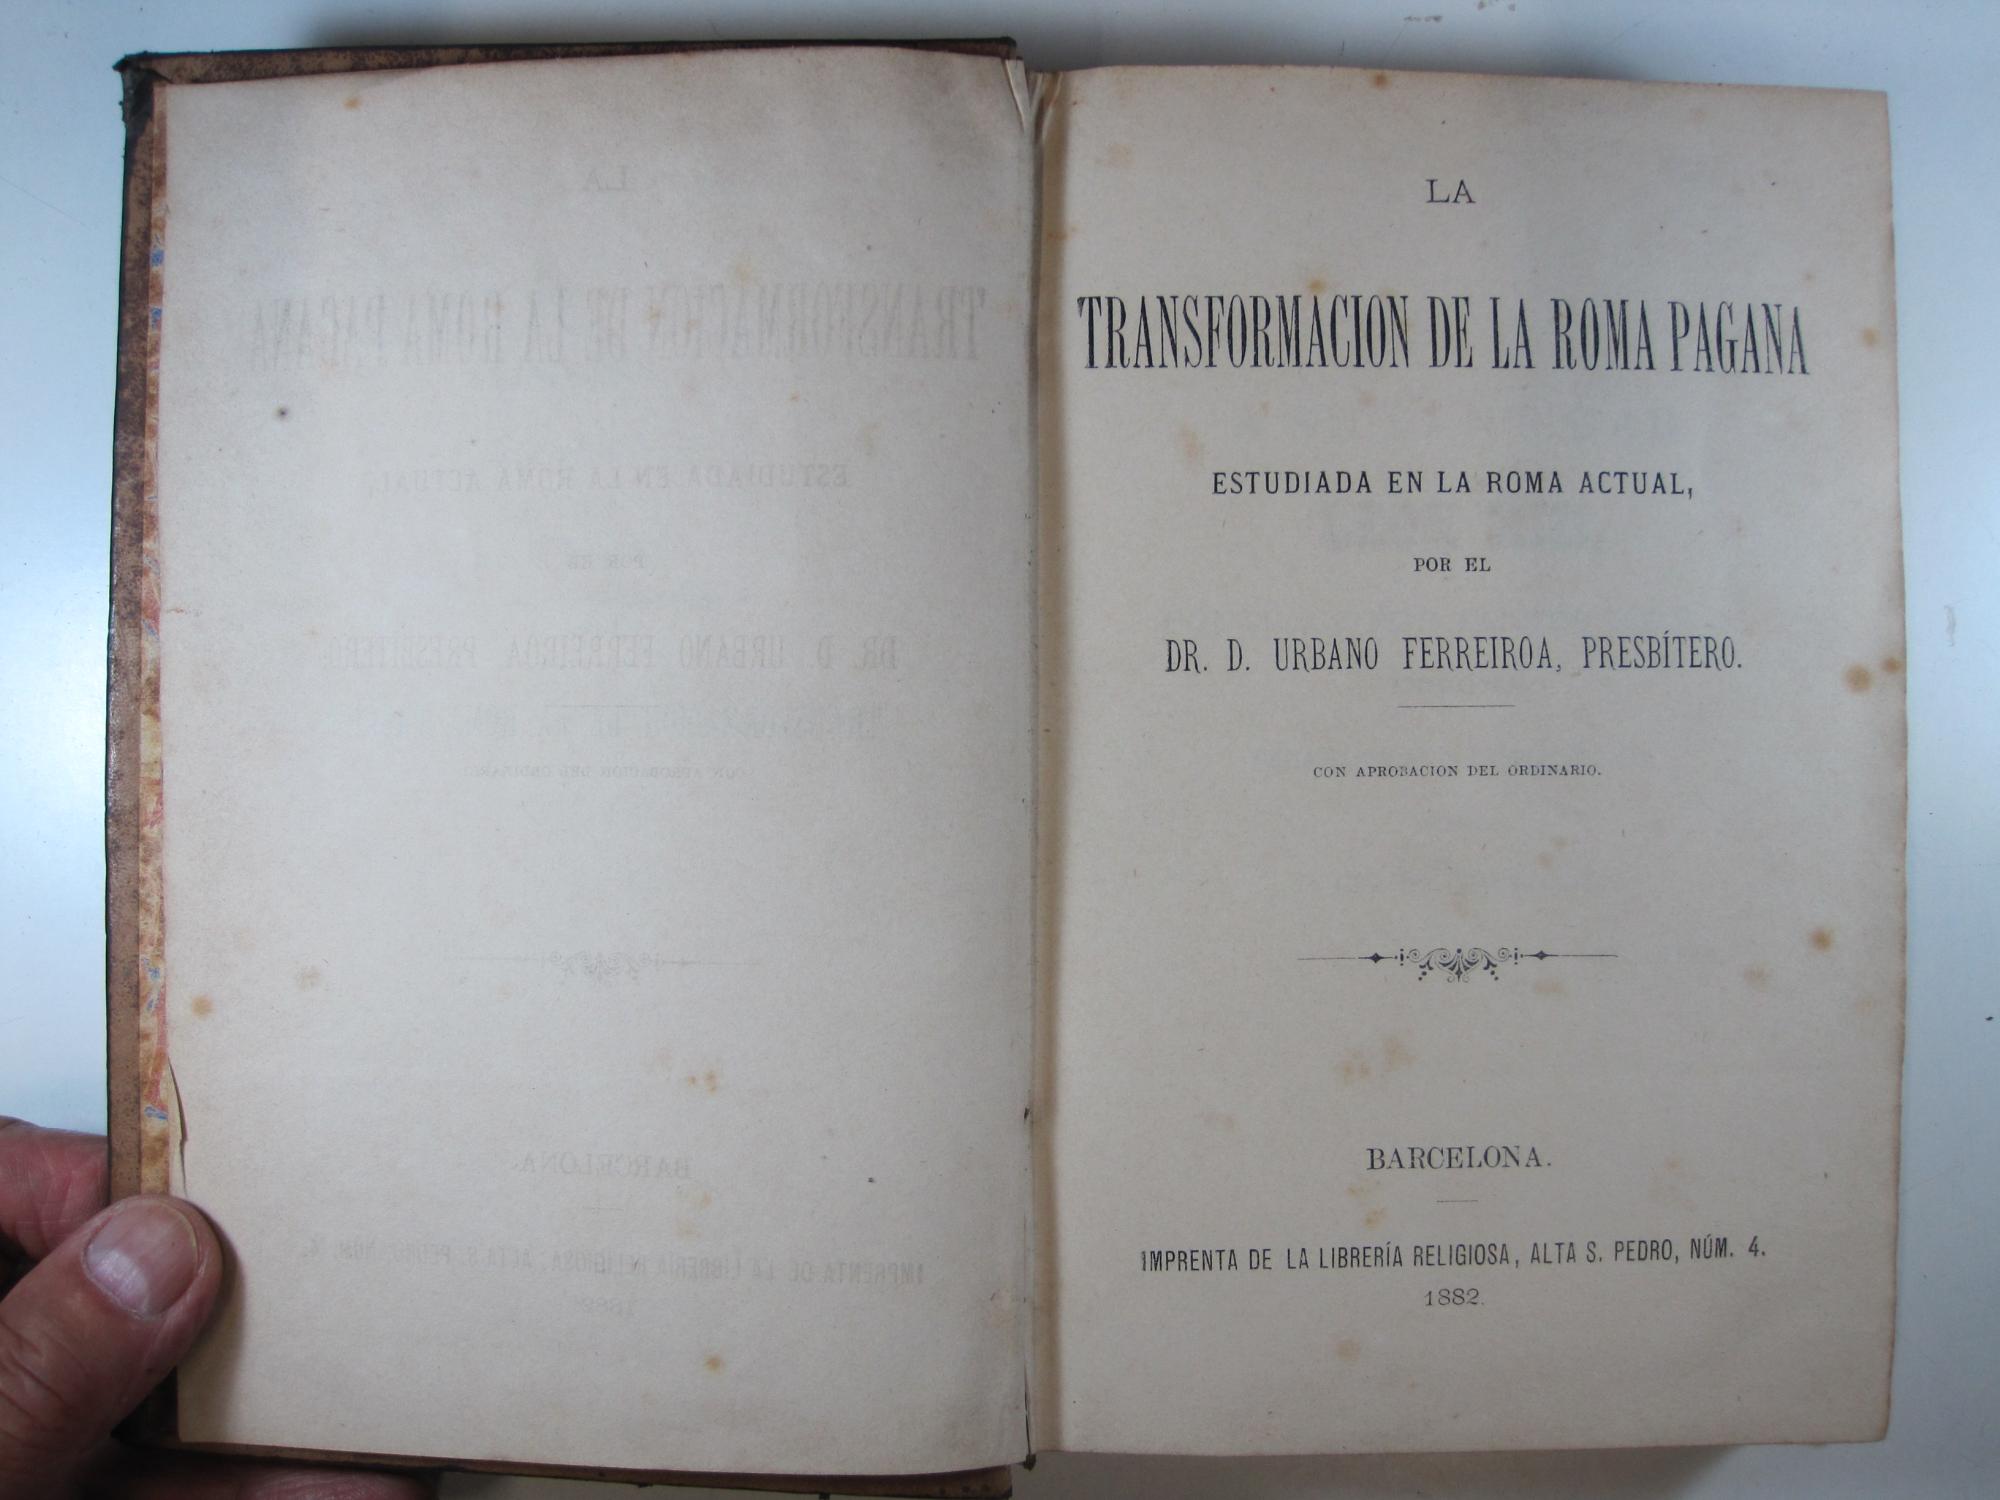 LA
TRANSFORMACION DE LA ROMA PAGANA
ESTUDIADA EN LA ROMA ACTUAL,
POR EL
DR. D. URBANO FERREIROA, PRESBÍTERO.
CON APROBACION DEL ORDINARIO.
BARCELONA.
IMPRENTA DE LA LIBRERÍA RELIGIOSA, ALTA S. PEDRO, NÚM. 4.
1882.